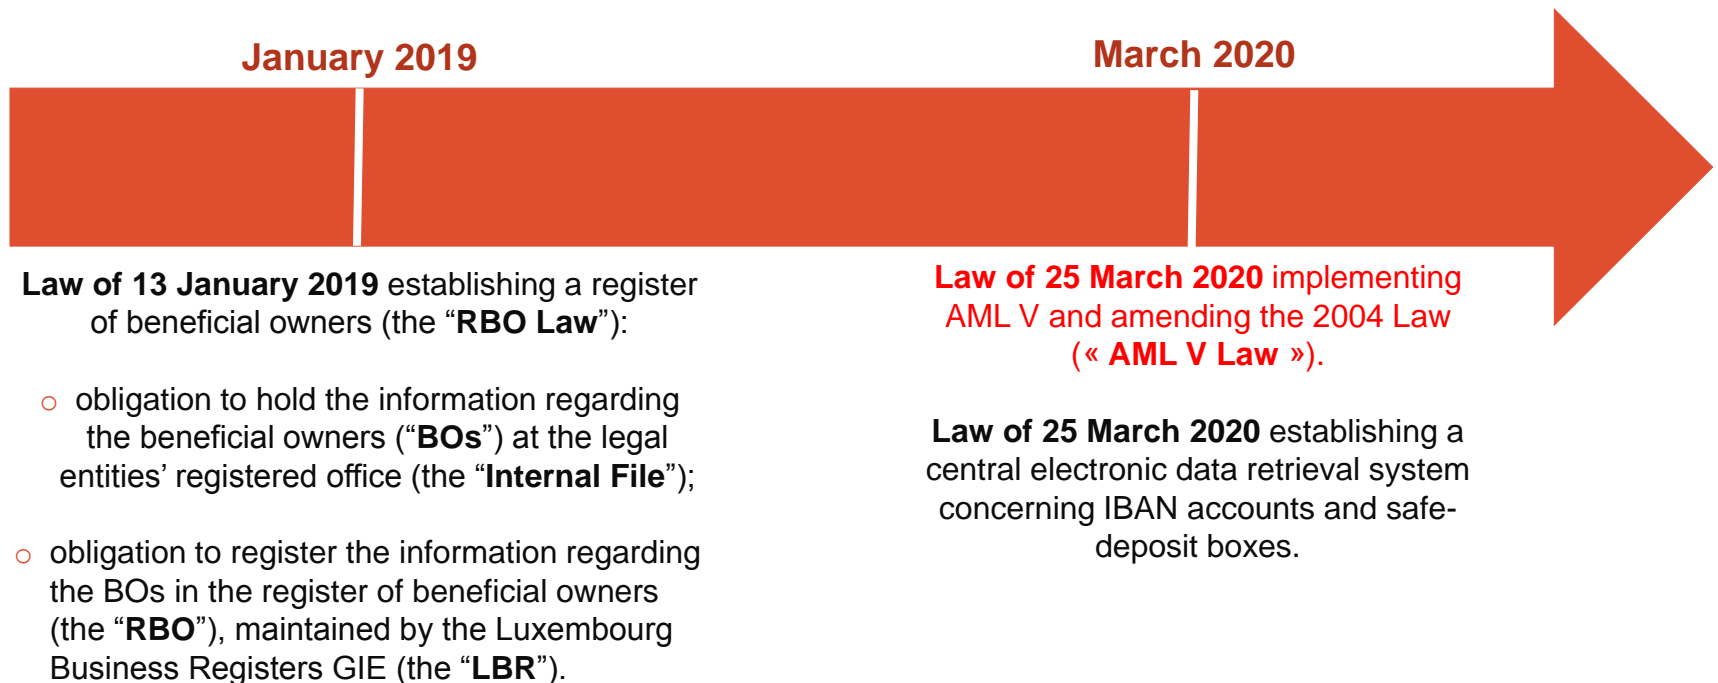 January 2019
March 2020
Law of 13 January 2019 establishing a register
of beneficial owners (the “RBO Law”):
○ obligation to hold the information regarding
the beneficial owners (“BOs”) at the legal
entities’ registered office (the “Internal File”);
○ obligation to register the information regarding
the BOs in the register of beneficial owners
(the “RBO”), maintained by the Luxembourg
Business Registers GIE (the “LBR”).
Law of 25 March 2020 implementing
AML V and amending the 2004 Law
(« AML V Law »).
Law of 25 March 2020 establishing a
central electronic data retrieval system
concerning IBAN accounts and safe-
deposit boxes.